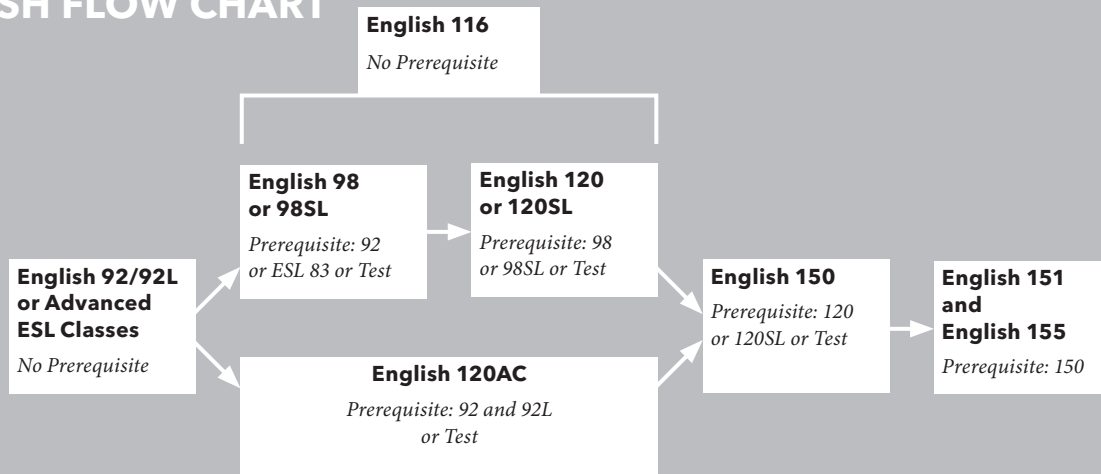 FLOW CHART
English 116
No Prerequisite
English 98
or 98SL
Prerequisite: 92
or ESL 83 or Test
English 120
or 120SL
Prerequisite: 98
or 98SL or Test
English 92/92L
or Advanced
ESL Classes
No Prerequisite
English 120AC
Prerequisite: 92 and 92L
or Test
English 150
Prerequisite: 120
or 120SL or Test
English 151
and
English 155
Prerequisite: 150